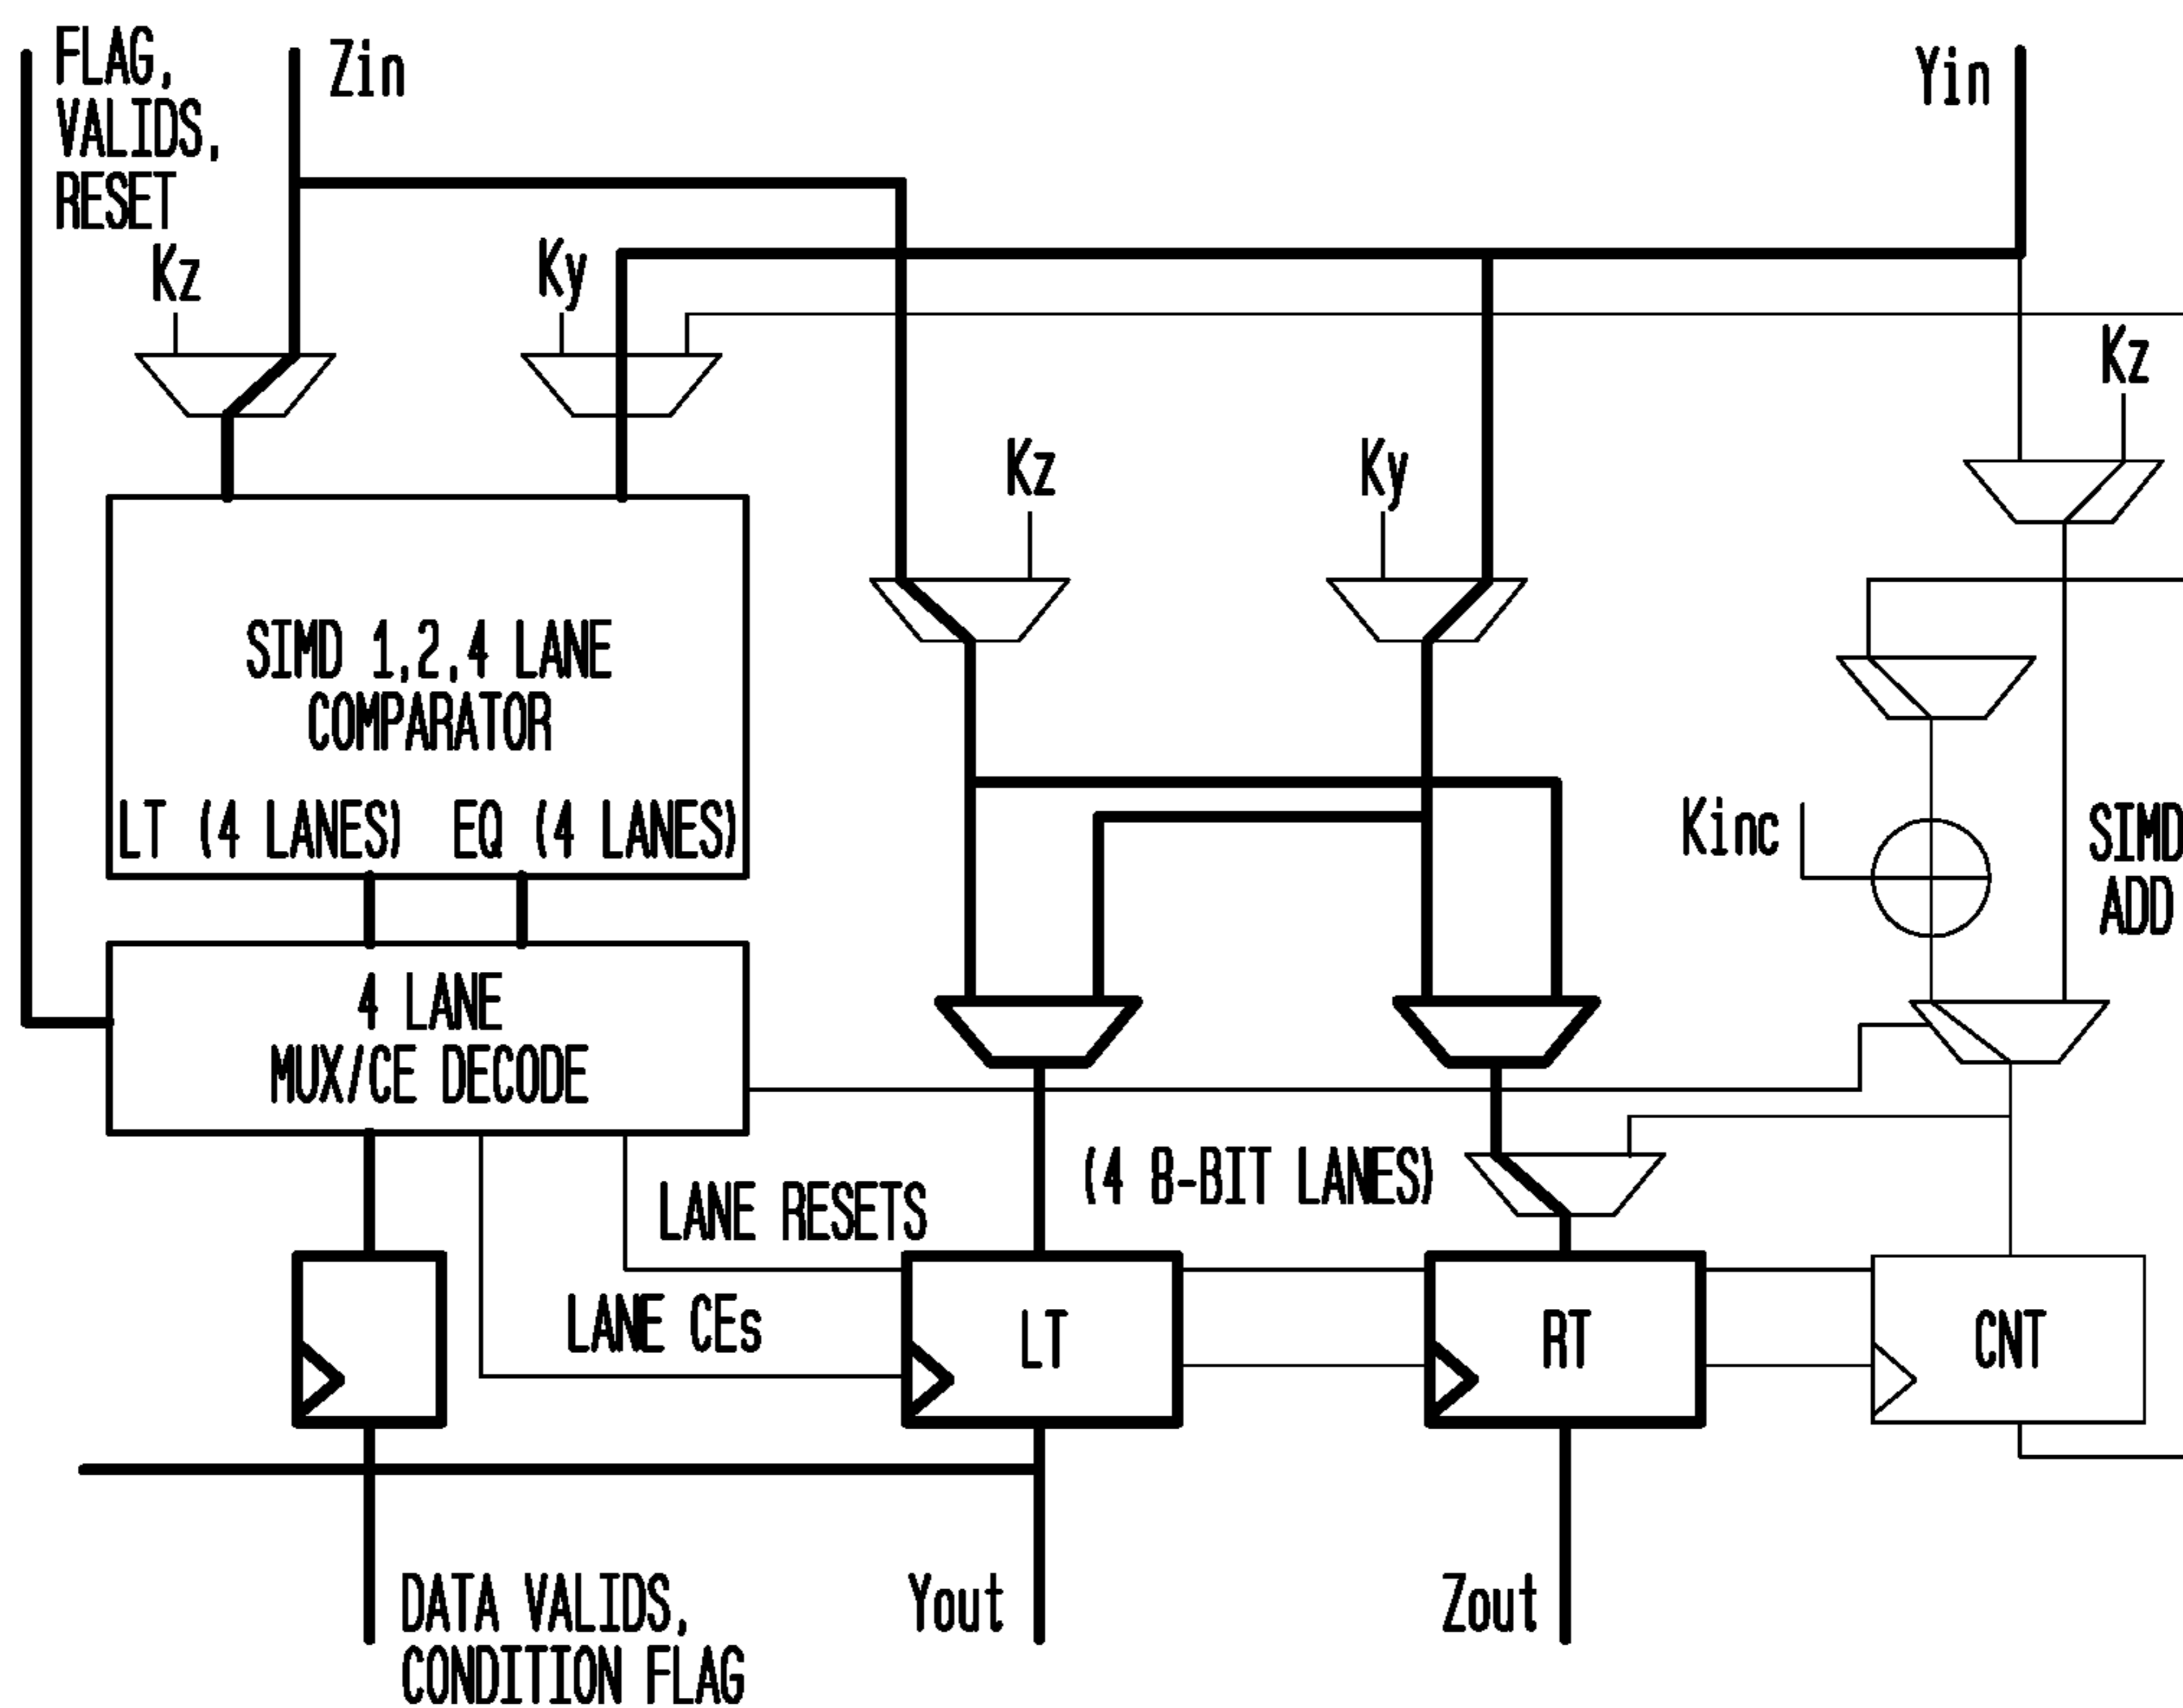 FLAG,
VALIDS,
RESET
Zin
Yin
Kz
Ky
Kz
Kz
Ky
SIMD 1,2,4 LANE
COMPARATOR
LT (4 LANES) EQ (4 LANES)
Kinc
SIMD
ADD
4 LANE
MUX/CE DECODE
(4 8-BIT LANES)
LANE RESETS
LANE CEs
LT
RT
CNT
DATA VALIDS,
CONDITION FLAG
Yout
Zout